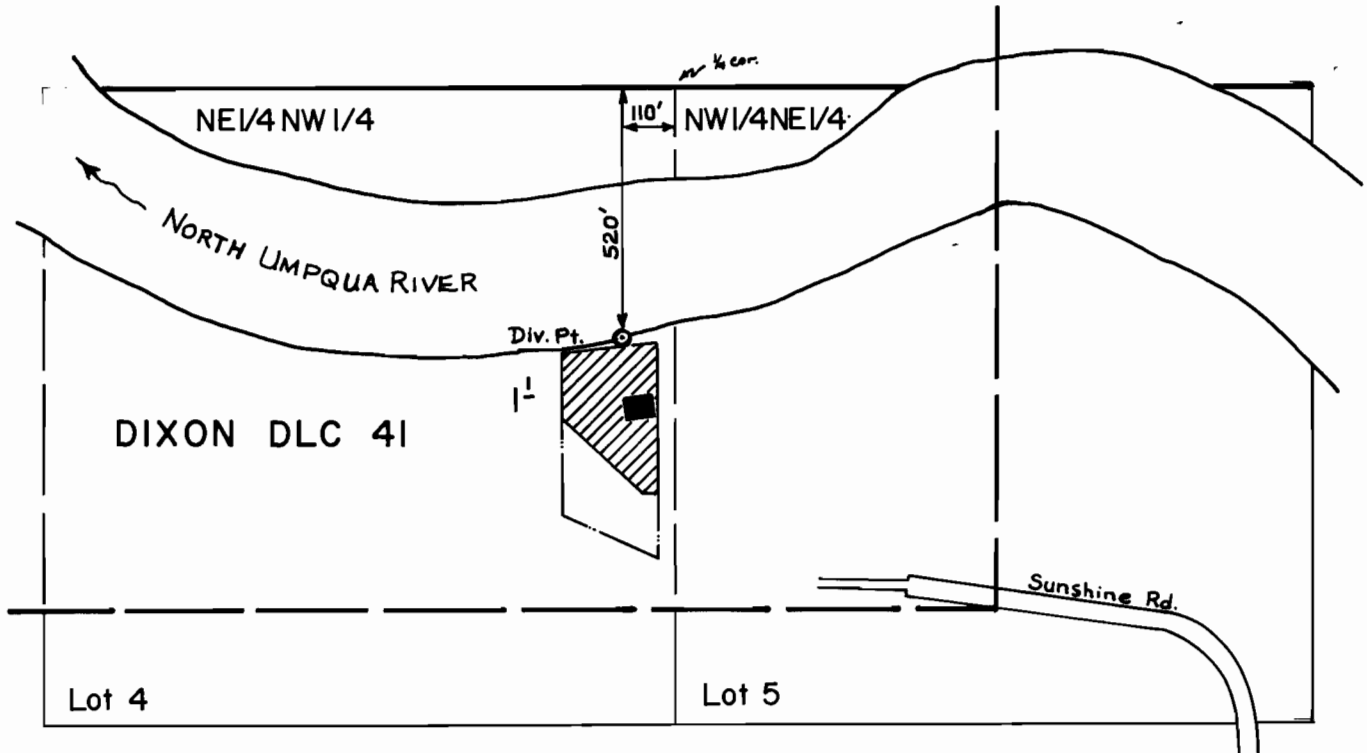 N ¼ cor.
NE1/4 NW1/4
110'
NW1/4 NE1/4
520'
NORTH UMPQUA RIVER
Div. Pt.
1 1
DIXON DLC 41
Sunshine Rd.
Lot 4
Lot 5